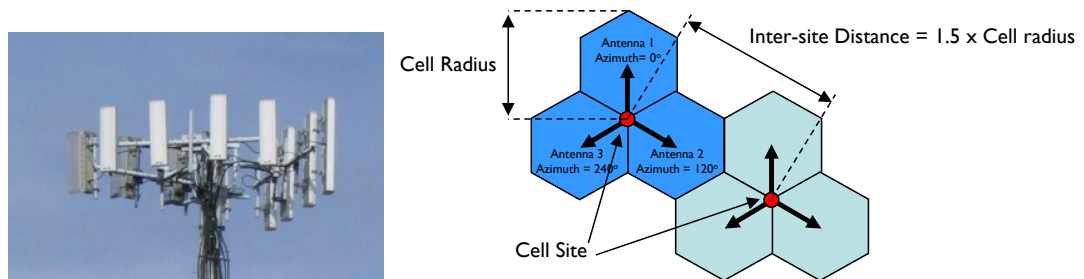 Inter-site Distance = 1.5 x Cell radius
Cell Radius
Antenna 1
Azimuth= 0°
Antenna 3
Azimuth = 240°
Antenna 2
Azimuth = 120°
Cell Site